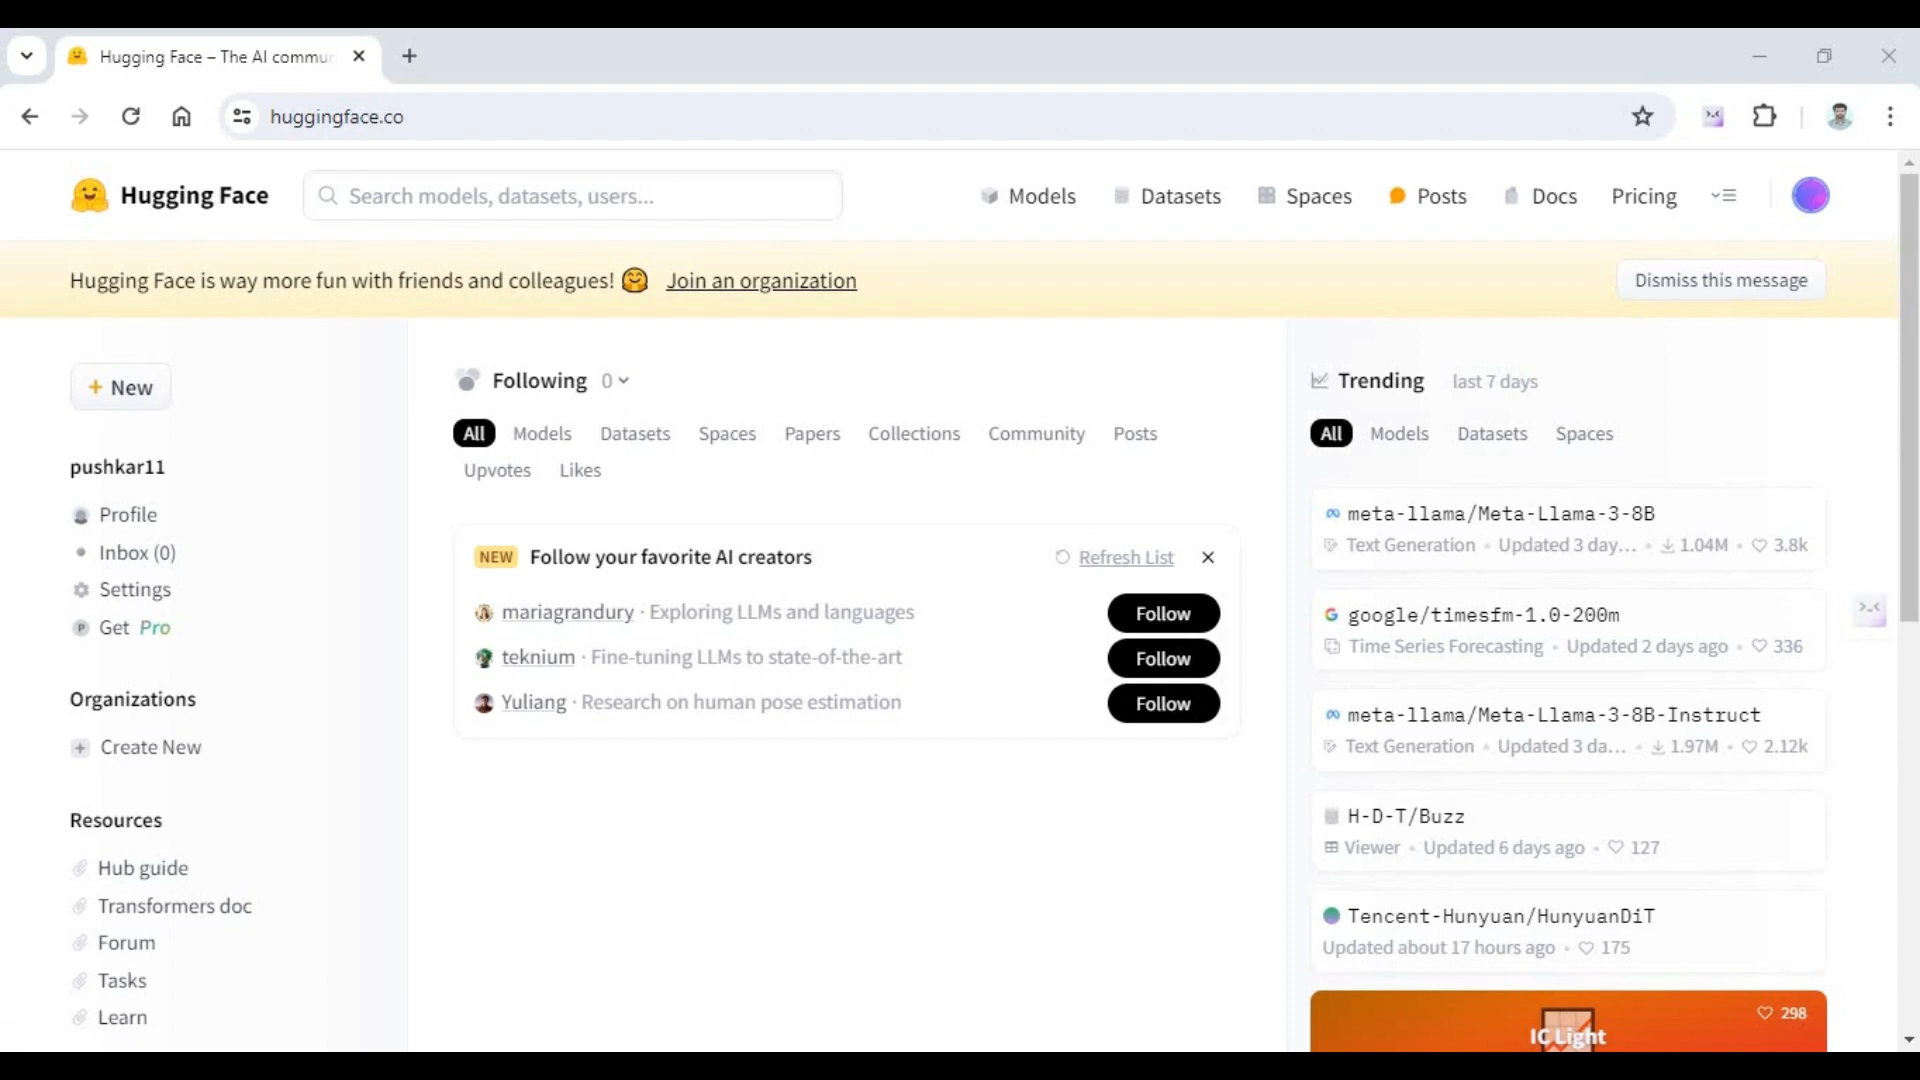 Hugging Face – The AI commun
huggingface.co
Hugging Face
Search models, datasets, users...
Models
Datasets
Spaces
Posts
Docs
Pricing
Hugging Face is way more fun with friends and colleagues! 🤗 Join an organization
Dismiss this message
+ New
pushkar11
Profile
Inbox (0)
Settings
P Get Pro
Organizations
+ Create New
Resources
Hub guide
Transformers doc
Forum
Tasks
Learn
Following 0
All Models Datasets Spaces Papers Collections Community Posts
Upvotes Likes
NEW Follow your favorite AI creators Refresh List
mariagrandury · Exploring LLMs and languages Follow
teknium · Fine-tuning LLMs to state-of-the-art Follow
Yuliang · Research on human pose estimation Follow
Trending last 7 days
All Models Datasets Spaces
meta-llama/Meta-Llama-3-8B
Text Generation • Updated 3 day... • 1.04M • 3.8k
google/timesfm-1.0-200m
Time Series Forecasting • Updated 2 days ago • 336
meta-llama/Meta-Llama-3-8B-Instruct
Text Generation • Updated 3 da... • 1.97M • 2.12k
H-D-T/Buzz
Viewer • Updated 6 days ago • 127
Tencent-Hunyuan/HunyuanDiT
Updated about 17 hours ago • 175
298
IC Light